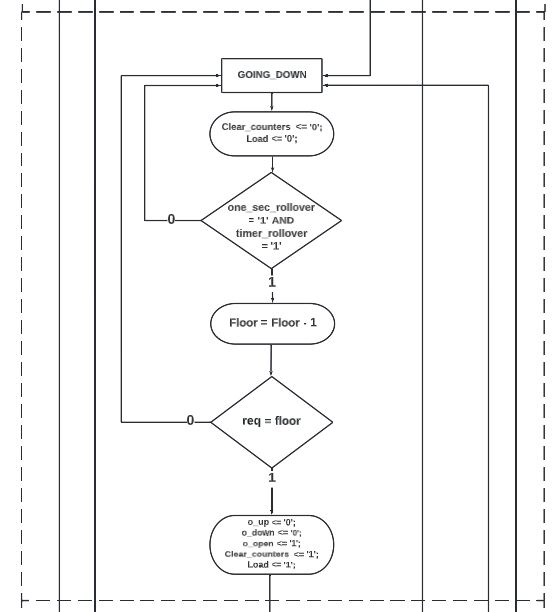 GOING_DOWN
Clear_counters <= '0';
Load <= '0';
one_sec_rollover
= '1' AND
timer_rollover
= '1'
0
1
Floor = Floor - 1
req = floor
0
1
o_up <= '0';
o_down <= '0';
o_open <= '1';
Clear_counters <= '1';
Load <= '1';